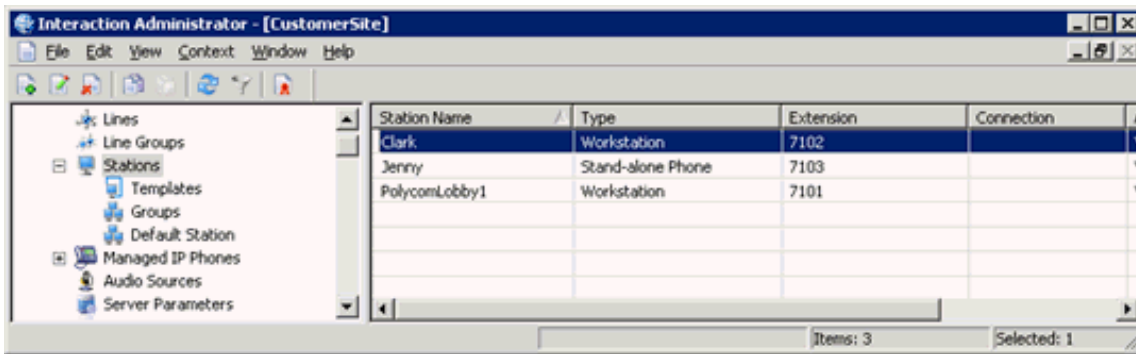 Interaction Administrator - [CustomerSite]
File Edit View Context Window Help
Lines
Line Groups
Stations
Templates
Groups
Default Station
Managed IP Phones
Audio Sources
Server Parameters
Station Name Type Extension Connection
Clark Workstation 7102
Jenny Stand-alone Phone 7103
PolycomLobby1 Workstation 7101
Items: 3 Selected: 1